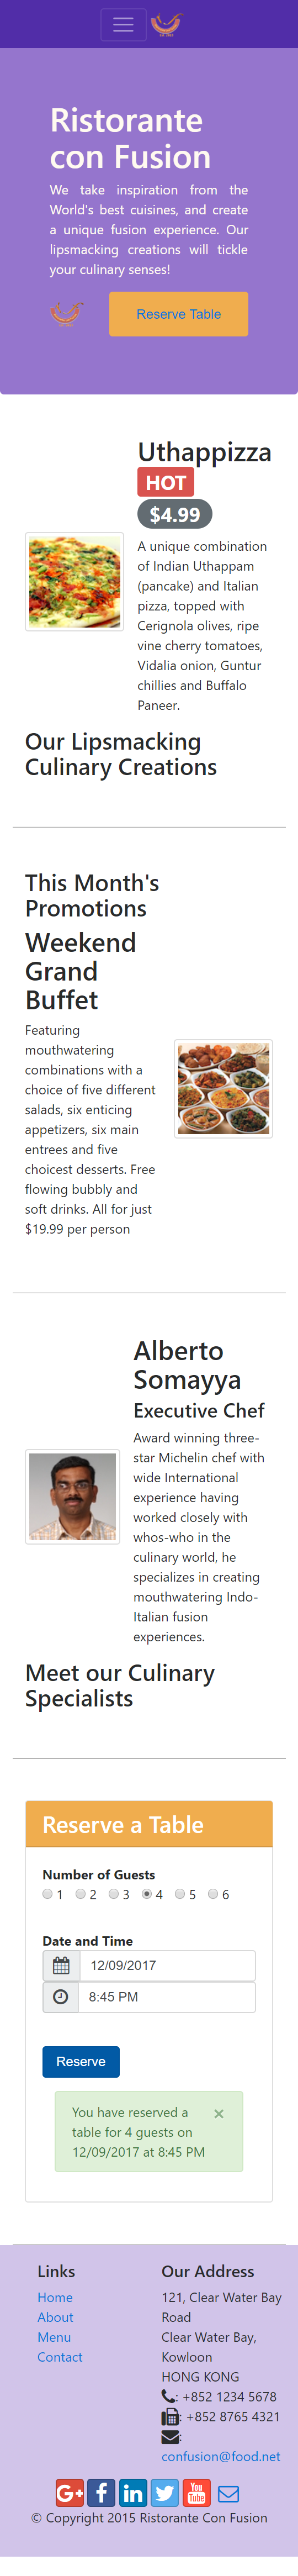 Ristorante
con Fusion
We take inspiration from the
World's best cuisines, and create
a unique fusion experience. Our
lipsmacking creations will tickle
your culinary senses!
Reserve Table
Uthappizza
HOT
$4.99
A unique combination
of Indian Uthappam
(pancake) and Italian
pizza, topped with
Cerignola olives, ripe
vine cherry tomatoes,
Vidalia onion, Guntur
chillies and Buffalo
Paneer.
Our Lipsmacking
Culinary Creations
This Month's
Promotions
Weekend
Grand
Buffet
Featuring
mouthwatering
combinations with a
choice of five different
salads, six enticing
appetizers, six main
entrees and five
choicest desserts. Free
flowing bubbly and
soft drinks. All for just
$19.99 per person
Alberto
Somayya
Executive Chef
Award winning three-
star Michelin chef with
wide International
experience having
worked closely with
whos-who in the
culinary world, he
specializes in creating
mouthwatering Indo-
Italian fusion
experiences.
Meet our Culinary
Specialists
Reserve a Table
Number of Guests
1 2 3 4 5 6
Date and Time
12/09/2017
8:45 PM
Reserve
You have reserved a ×
table for 4 guests on
12/09/2017 at 8:45 PM
Links
Home
About
Menu
Contact
Our Address
121, Clear Water Bay
Road
Clear Water Bay,
Kowloon
HONG KONG
: +852 1234 5678
: +852 8765 4321
:
confusion@food.net
G+ f in You Tube
© Copyright 2015 Ristorante Con Fusion